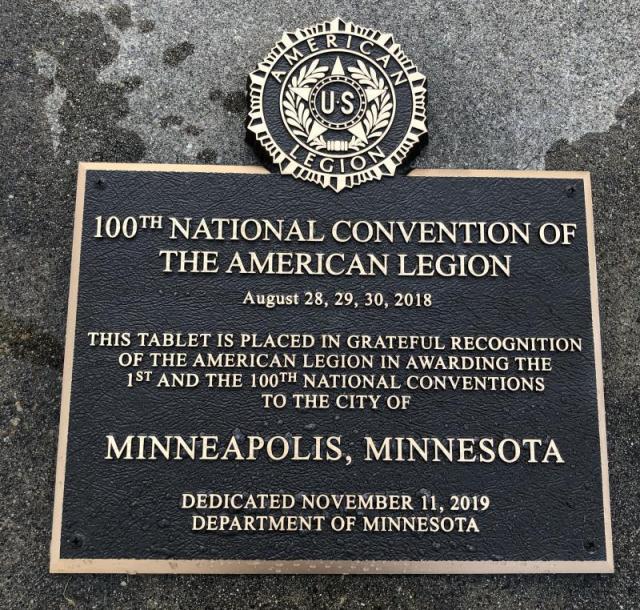 AMERICAN
U·S
LEGION
100TH NATIONAL CONVENTION OF
THE AMERICAN LEGION
August 28, 29, 30, 2018
THIS TABLET IS PLACED IN GRATEFUL RECOGNITION
OF THE AMERICAN LEGION IN AWARDING THE
1ST AND THE 100TH NATIONAL CONVENTIONS
TO THE CITY OF
MINNEAPOLIS, MINNESOTA
DEDICATED NOVEMBER 11, 2019
DEPARTMENT OF MINNESOTA